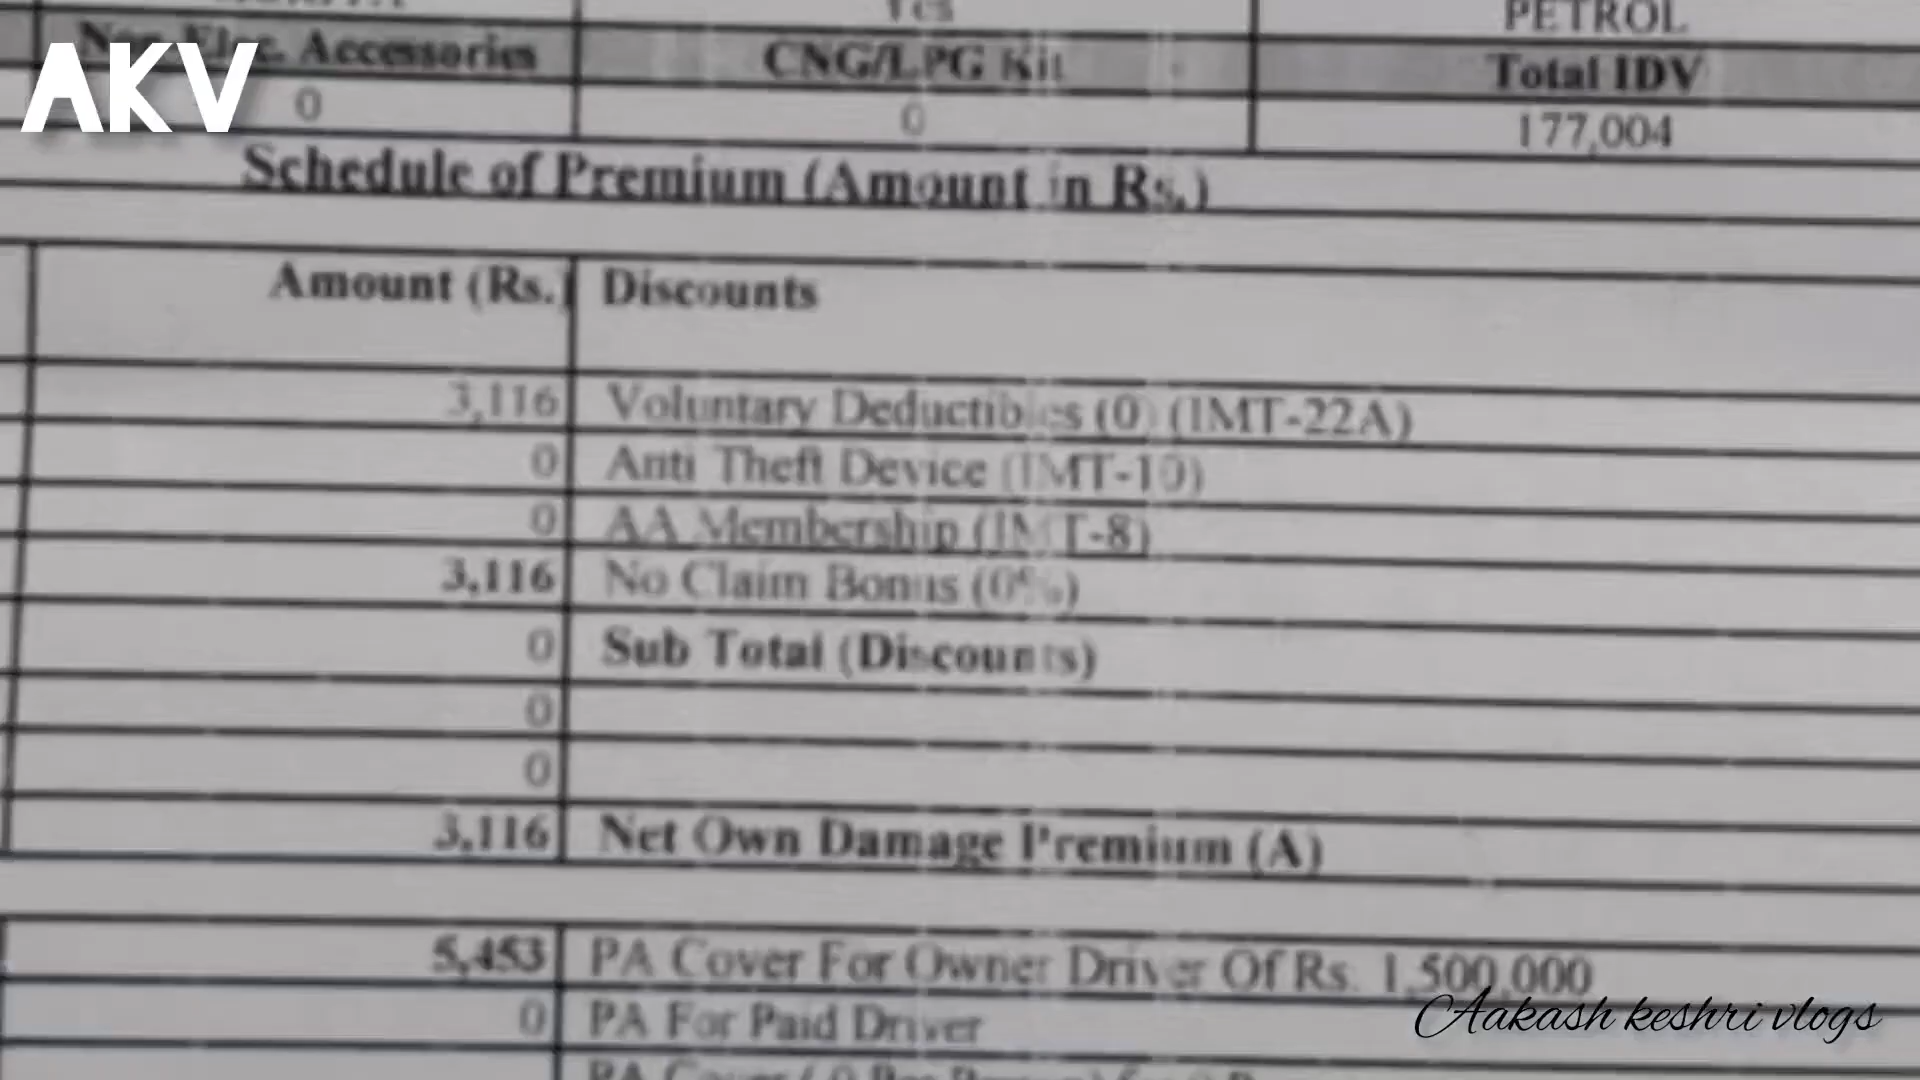 Yes PETROL
Non Elec. Accessories CNG/LPG Kit Total IDV
AKV
0 0 177,004
Schedule of Premium (Amount in Rs.)
Amount (Rs.) Discounts
3,116 Voluntary Deductibles (0) (IMT-22A)
0 Anti Theft Device (IMT-10)
0 AA Membership (IMT-8)
3,116 No Claim Bonus (0%)
0 Sub Total (Discounts)
0
0
3,116 Net Own Damage Premium (A)
5,453 PA Cover For Owner Driver Of Rs. 1,500,000
0 PA For Paid Driver
Aakash keshri vlogs